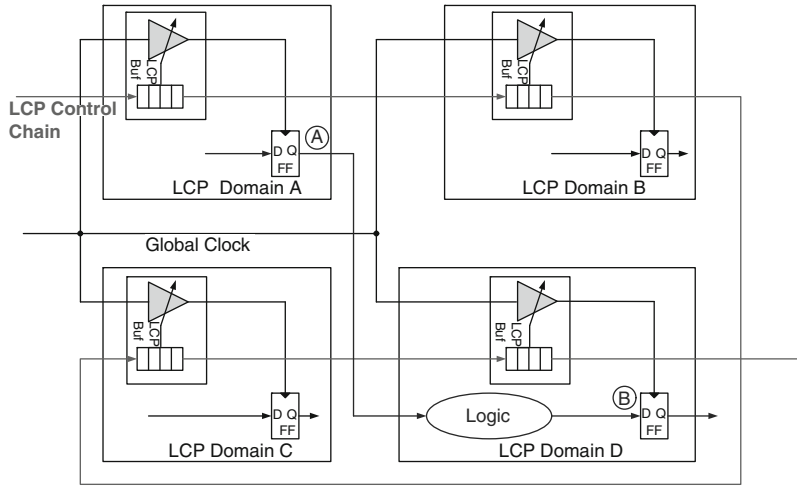 LCP
Buf
LCP Control
Chain
A
D Q
FF
LCP Domain A
LCP
Buf
D Q
FF
LCP Domain B
Global Clock
LCP
Buf
D Q
FF
LCP Domain C
LCP
Buf
Logic
B
D Q
FF
LCP Domain D